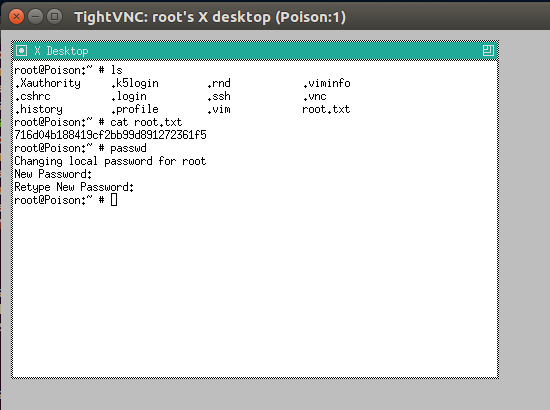 TightVNC: root's X desktop (Poison:1)
X Desktop
root@Poison:~ # ls
.Xauthority .k5login .rnd .viminfo
.cshrc .login .ssh .vnc
.history .profile .vim root.txt
root@Poison:~ # cat root.txt
716d04b188419cf2bb99d891272361f5
root@Poison:~ # passwd
Changing local password for root
New Password:
Retype New Password:
root@Poison:~ #